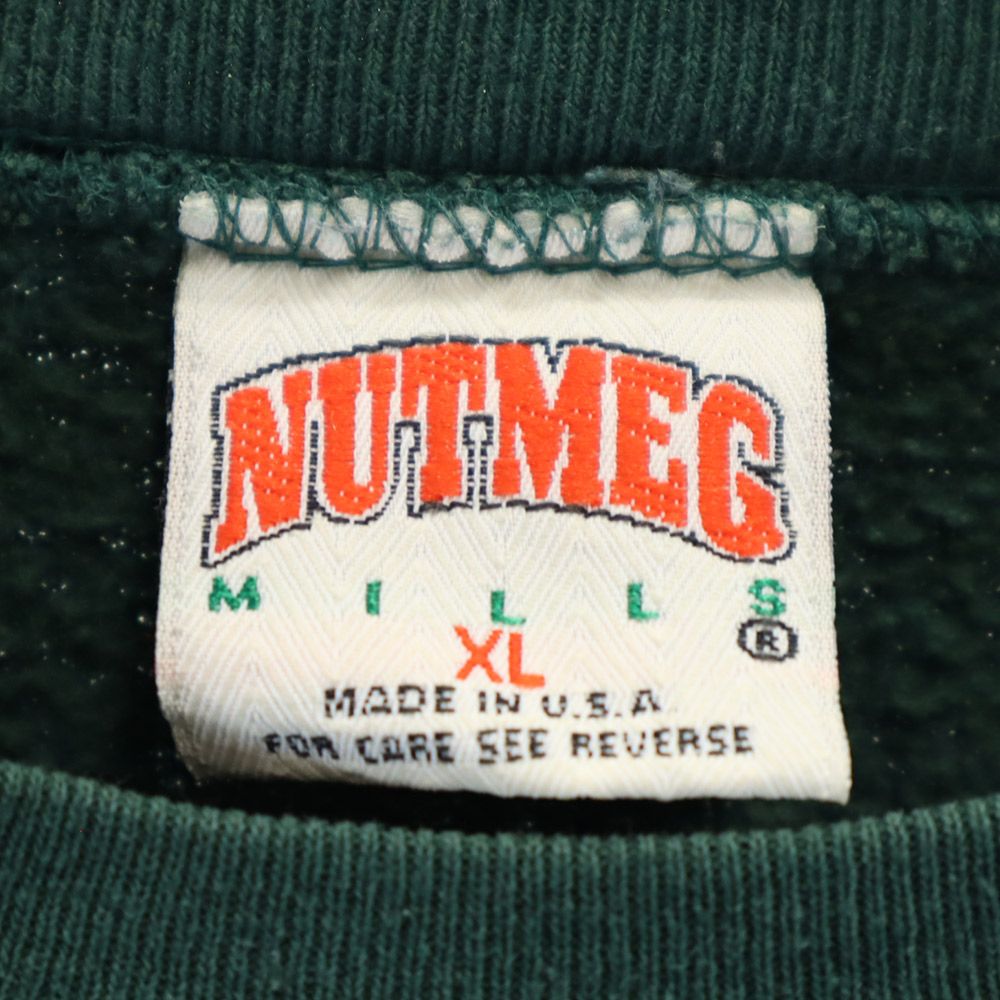 NUTMEG
MILLS
®
XL
MADE IN U.S.A.
FOR CARE SEE REVERSE